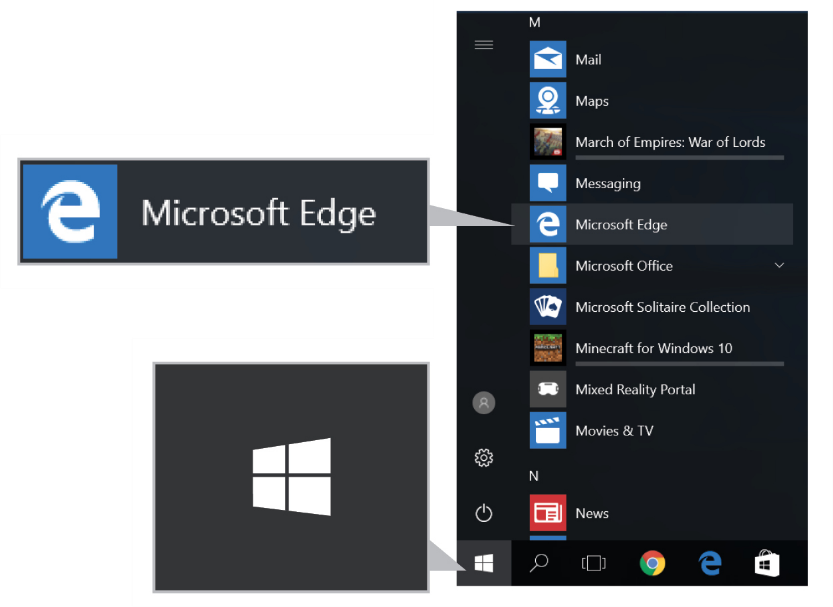 Microsoft Edge
M
Mail
Maps
March of Empires: War of Lords
Messaging
Microsoft Edge
Microsoft Office
Microsoft Solitaire Collection
Minecraft for Windows 10
Mixed Reality Portal
Movies & TV
N
News